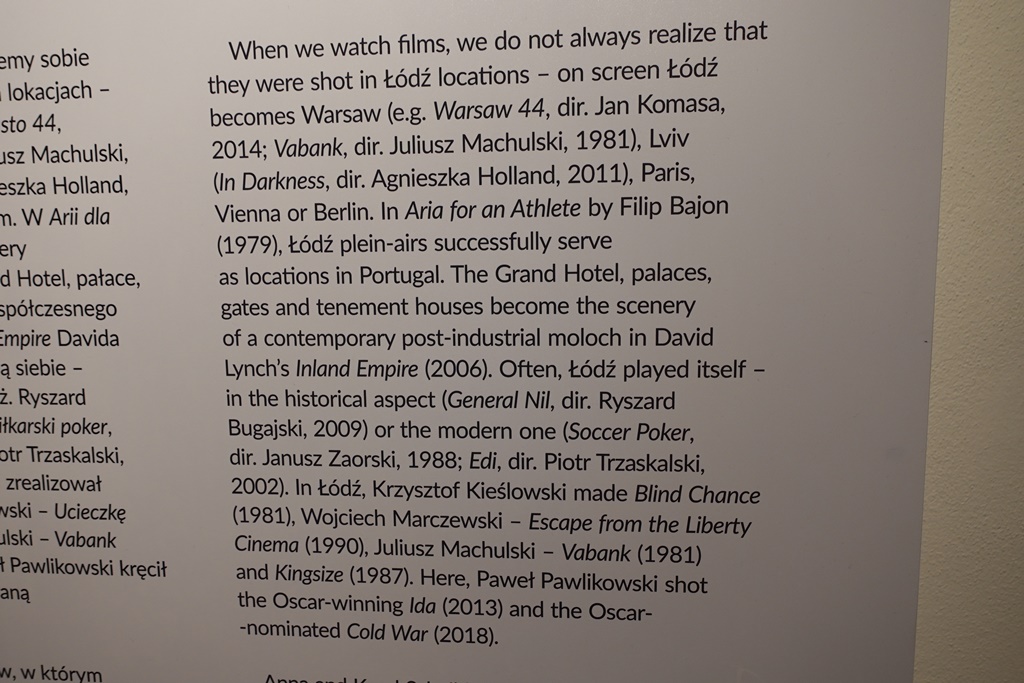 emy sobie
lokacjach –
sto 44,
usz Machulski,
eszka Holland,
m. W Arii dla
ery
d Hotel, pałace,
spółczesnego
Empire Davida
ą siebie –
ż. Ryszard
iłkarski poker,
otr Trzaskalski,
zrealizował
wski – Ucieczkę
ulski – Vabank
ł Pawlikowski kręcił
aną
w, w którym
When we watch films, we do not always realize that
they were shot in Łódź locations – on screen Łódź
becomes Warsaw (e.g. Warsaw 44, dir. Jan Komasa,
2014; Vabank, dir. Juliusz Machulski, 1981), Lviv
(In Darkness, dir. Agnieszka Holland, 2011), Paris,
Vienna or Berlin. In Aria for an Athlete by Filip Bajon
(1979), Łódź plein-airs successfully serve
as locations in Portugal. The Grand Hotel, palaces,
gates and tenement houses become the scenery
of a contemporary post-industrial moloch in David
Lynch's Inland Empire (2006). Often, Łódź played itself –
in the historical aspect (General Nil, dir. Ryszard
Bugajski, 2009) or the modern one (Soccer Poker,
dir. Janusz Zaorski, 1988; Edi, dir. Piotr Trzaskalski,
2002). In Łódź, Krzysztof Kieślowski made Blind Chance
(1981), Wojciech Marczewski – Escape from the Liberty
Cinema (1990), Juliusz Machulski – Vabank (1981)
and Kingsize (1987). Here, Paweł Pawlikowski shot
the Oscar-winning Ida (2013) and the Oscar-
-nominated Cold War (2018).